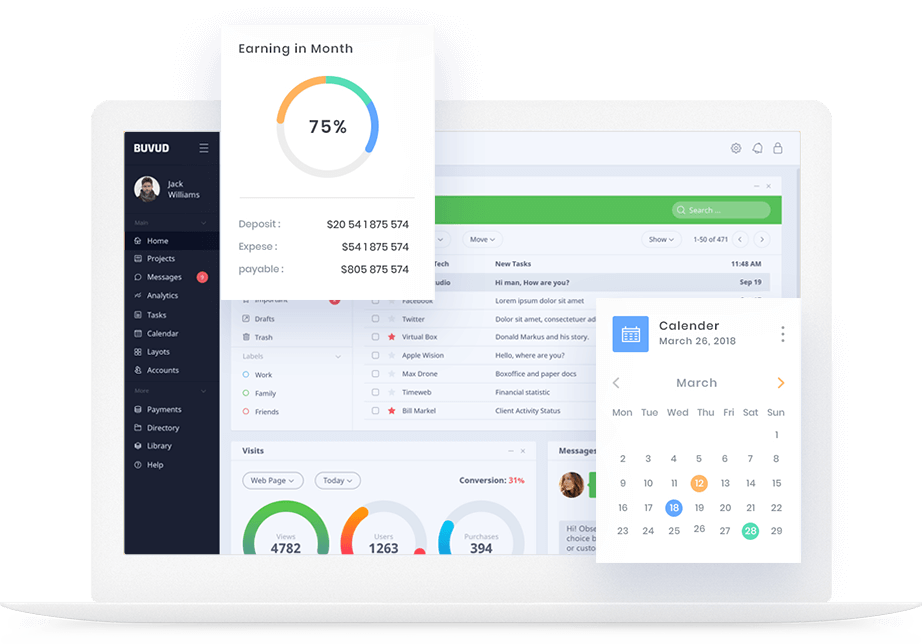 Earning in Month
75%
Deposit : $20 54 1 875 574
Expese : $54 1 875 574
payable : $805 875 574
BUVUD
Jack
Williams
Main
Home
Projects
Messages
Analytics
Tasks
Calendar
Layots
Accounts
More
Payments
Directory
Library
Help
Search ...
Move
Show 1-50 of 471
Tech New Tasks 11:48 AM
Hi man, How are you? Sep 19
Important
Facebook Lorem ipsum dolor sit amet
Drafts
Twitter Dolor sit amet, consectetuer ad
Trash
Virtual Box Donald Markus and his story.
Labels
Apple Wision Hello, where are you?
Work
Max Drone Boxoffice and paper docs
Family
Timeweb Financial statistic
Friends
Bill Markel Client Activity Status
Visits
Web Page Today Conversion: 31%
Views
4782
Users
1263
Purchases
394
Messages
Hi! Obse
choice b
or custo
Calender
March 26, 2018
March
Mon Tue Wed Thu Fri Sat Sun
1
2 3 4 5 6 7 8
9 10 11 12 13 14 15
16 17 18 19 20 21 22
23 24 25 26 27 28 29